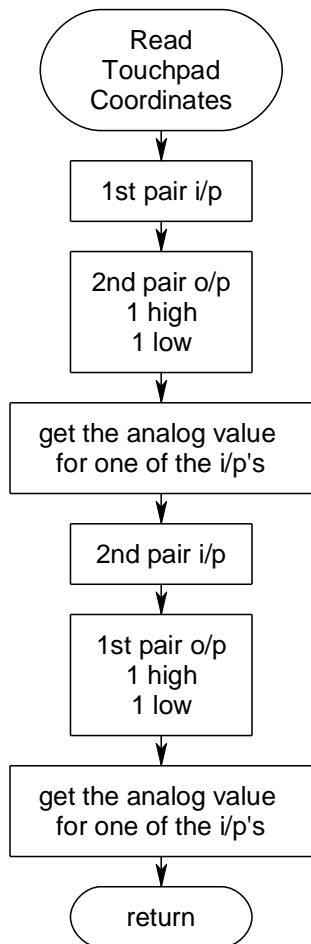 Read
Touchpad
Coordinates
1st pair i/p
2nd pair o/p
1 high
1 low
get the analog value
for one of the i/p's
2nd pair i/p
1st pair o/p
1 high
1 low
get the analog value
for one of the i/p's
return